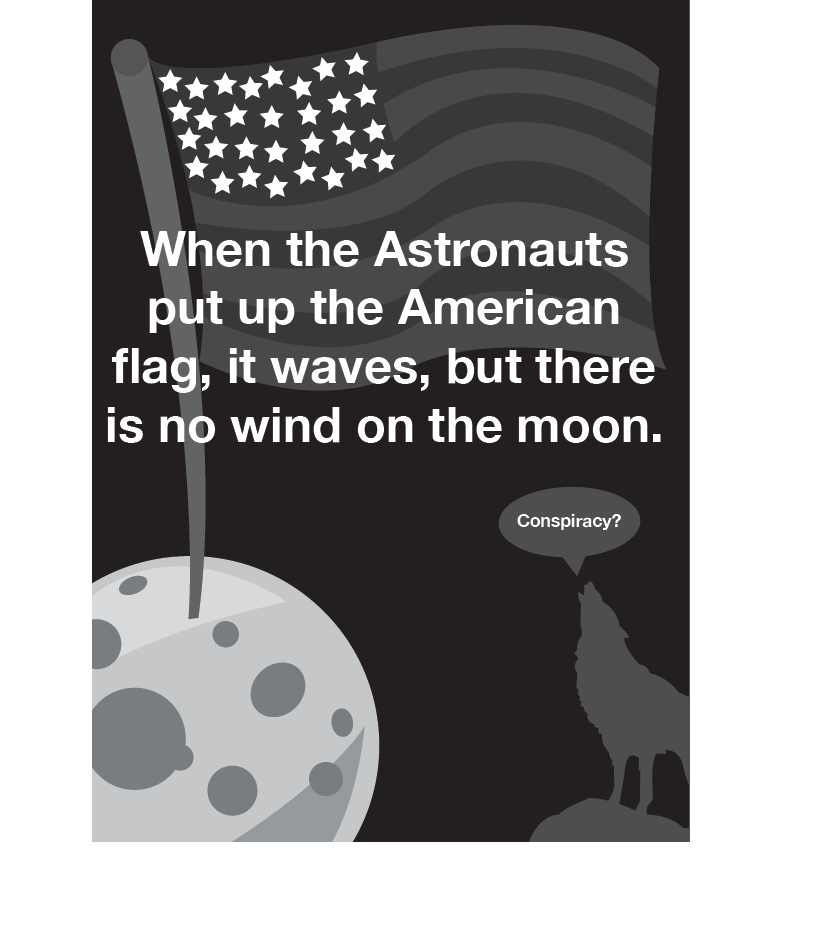 When the Astronauts
put up the American
flag, it waves, but there
is no wind on the moon.
Conspiracy?